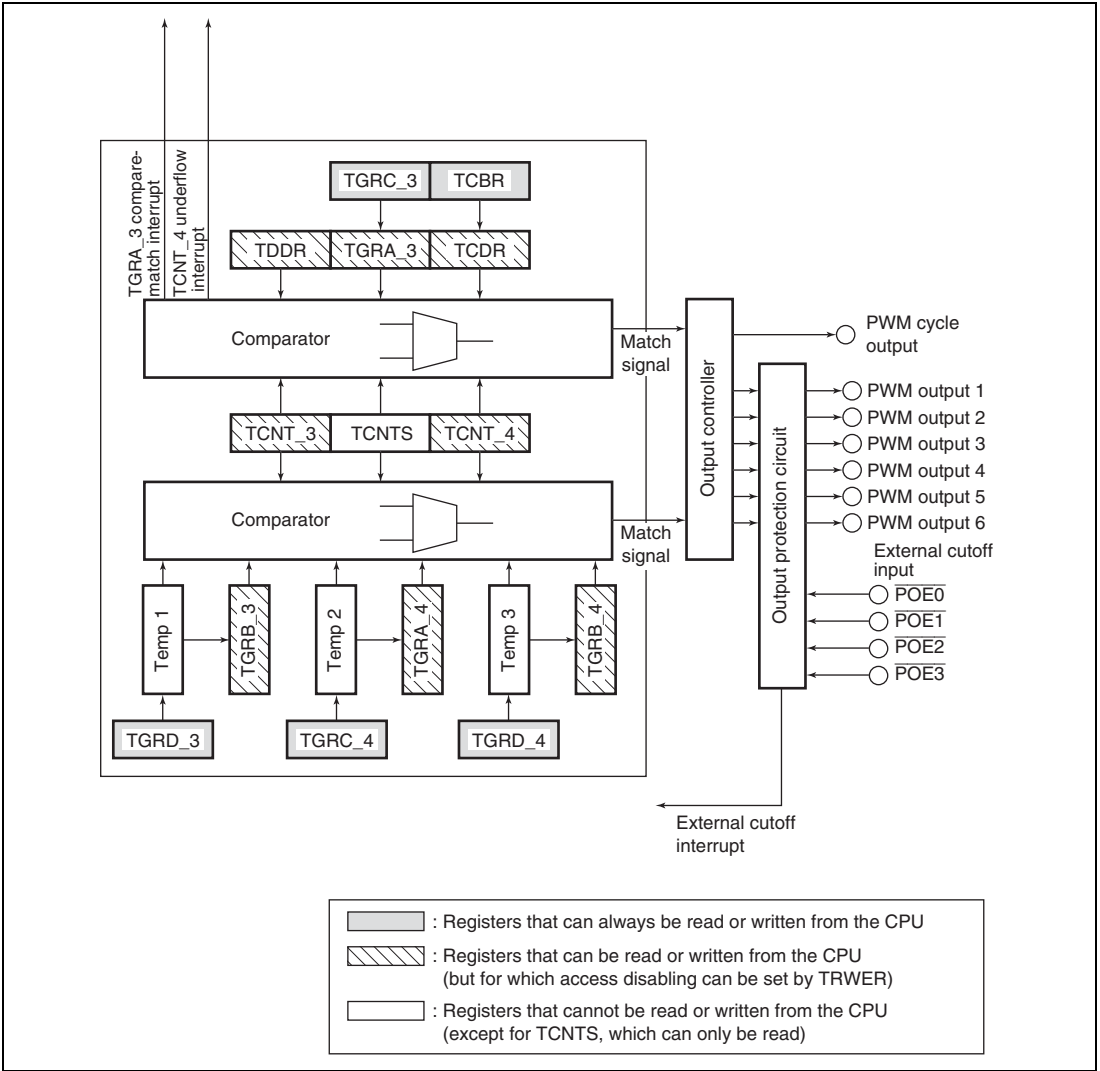 TGRA_3 compare-
match interrupt
TCNT_4 underflow
interrupt
TGRC_3
TCBR
TDDR
TGRA_3
TCDR
Comparator
Match
signal
TCNT_3
TCNTS
TCNT_4
Comparator
Match
signal
Temp 1
TGRB_3
Temp 2
TGRA_4
Temp 3
TGRB_4
TGRD_3
TGRC_4
TGRD_4
Output controller
Output protection circuit
PWM cycle
output
PWM output 1
PWM output 2
PWM output 3
PWM output 4
PWM output 5
PWM output 6
External cutoff
input
POE0
POE1
POE2
POE3
External cutoff
interrupt
: Registers that can always be read or written from the CPU
: Registers that can be read or written from the CPU
(but for which access disabling can be set by TRWER)
: Registers that cannot be read or written from the CPU
(except for TCNTS, which can only be read)